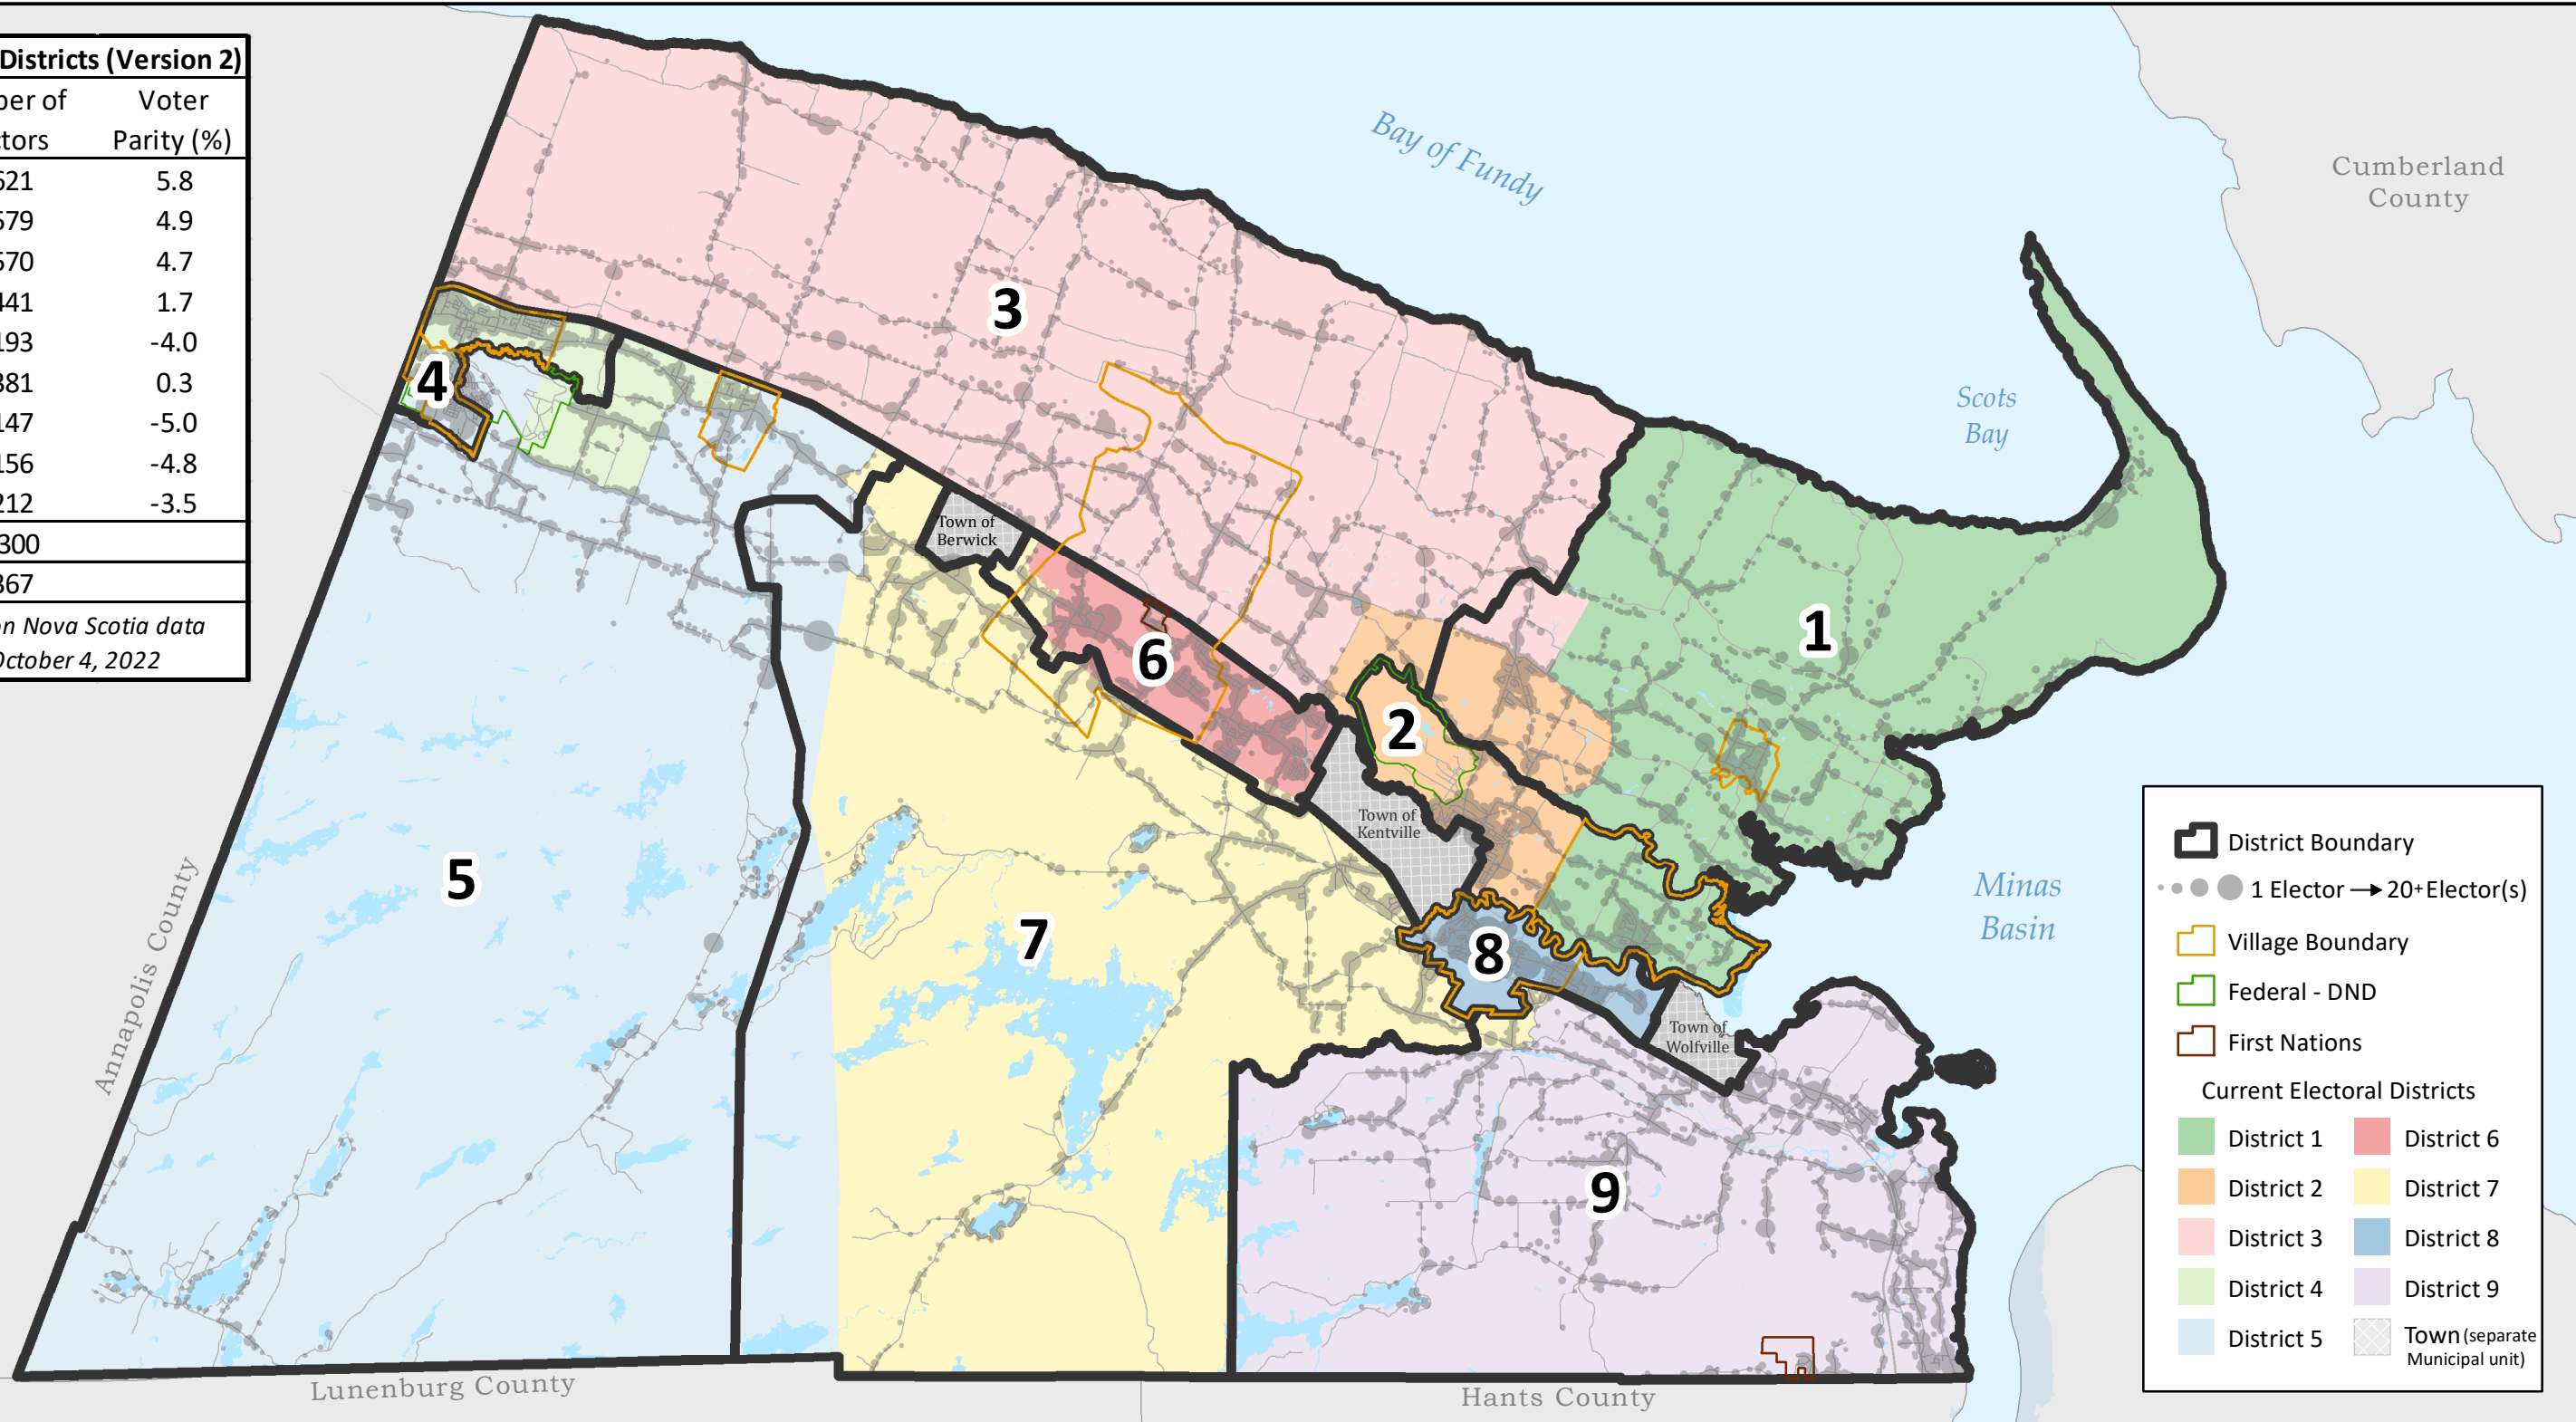 Districts (Version 2)
Voter
Parity (%)
621 5.8
579 4.9
570 4.7
441 1.7
193 -4.0
381 0.3
147 -5.0
156 -4.8
212 -3.5
300
367
Nova Scotia data
October 4, 2022
Bay of Fundy
Cumberland
County
Scots
Bay
Minas
Basin
Annapolis County
Lunenburg County
Hants County
Town of
Berwick
Town of
Kentville
Town of
Wolfville
3
4
1
6
2
5
7
8
9
District Boundary
1 Elector → 20+ Elector(s)
Village Boundary
Federal - DND
First Nations
Current Electoral Districts
District 1 District 6
District 2 District 7
District 3 District 8
District 4 District 9
District 5 Town (separate
Municipal unit)